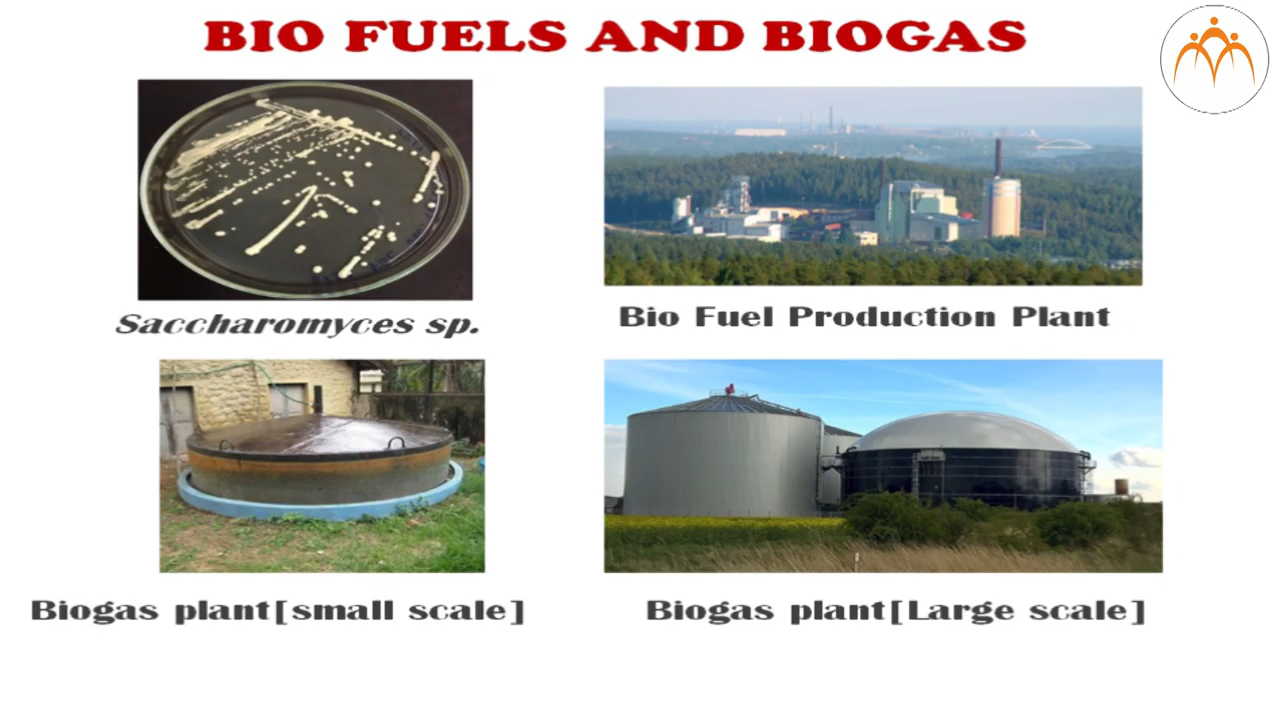 BIO FUELS AND BIOGAS
Saccharomyces sp.
Bio Fuel Production Plant
Biogas plant[small scale]
Biogas plant[Large scale]